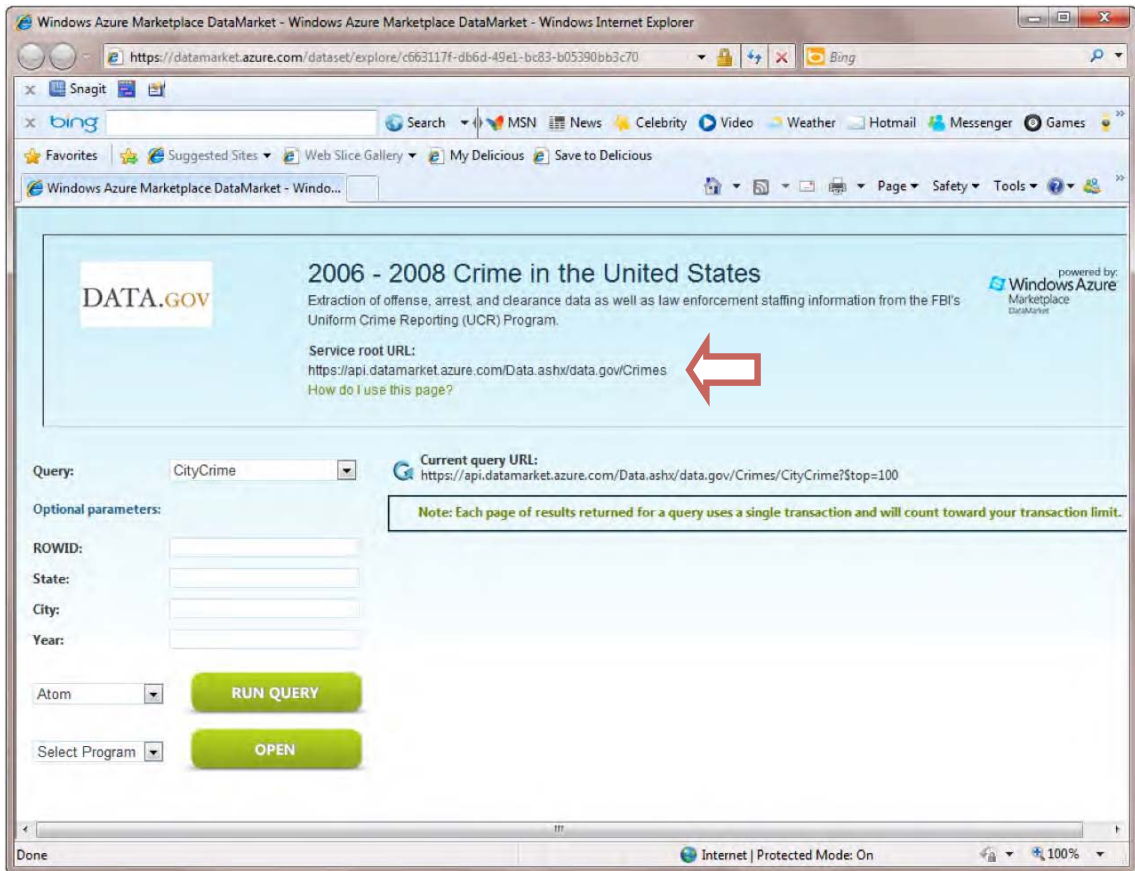 Windows Azure Marketplace DataMarket - Windows Azure Marketplace DataMarket - Windows Internet Explorer
https://datamarket.azure.com/dataset/explore/c663117f-db6d-49e1-bc83-b05390bb3c70
Bing
x Snagit
x bing Search MSN News Celebrity Video Weather Hotmail Messenger Games
Favorites Suggested Sites Web Slice Gallery My Delicious Save to Delicious
Windows Azure Marketplace DataMarket - Windo... Page Safety Tools
DATA.GOV
2006 - 2008 Crime in the United States
Extraction of offense, arrest, and clearance data as well as law enforcement staffing information from the FBI's
Uniform Crime Reporting (UCR) Program.
powered by:
Windows Azure
Marketplace
DataMarket
Service root URL:
https://api.datamarket.azure.com/Data.ashx/data.gov/Crimes
How do I use this page?
Query: CityCrime
Current query URL:
https://api.datamarket.azure.com/Data.ashx/data.gov/Crimes/CityCrime?$top=100
Optional parameters:
Note: Each page of results returned for a query uses a single transaction and will count toward your transaction limit.
ROWID:
State:
City:
Year:
Atom RUN QUERY
Select Program OPEN
Done Internet | Protected Mode: On 100%